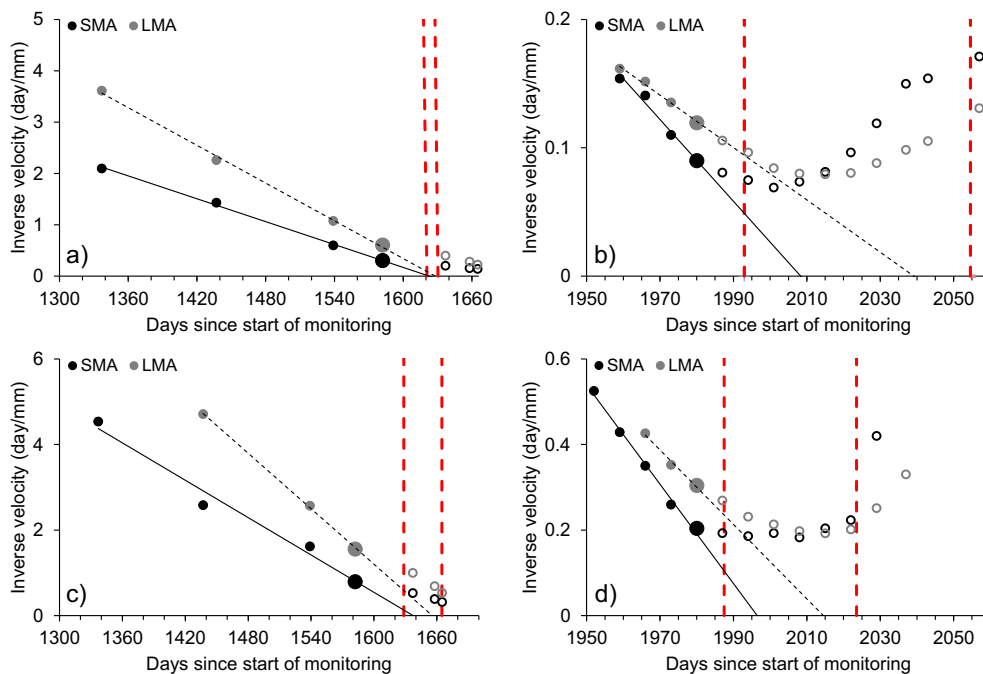 SMA LMA
Inverse velocity (day/mm)
5
4
3
2
1
0
a)
1300 1360 1420 1480 1540 1600 1660
Days since start of monitoring
SMA LMA
Inverse velocity (day/mm)
0.2
0.1
0
b)
1950 1970 1990 2010 2030 2050
Days since start of monitoring
SMA LMA
Inverse velocity (day/mm)
6
4
2
0
c)
1300 1360 1420 1480 1540 1600 1660
Days since start of monitoring
SMA LMA
Inverse velocity (day/mm)
0.6
0.4
0.2
0
d)
1950 1970 1990 2010 2030 2050
Days since start of monitoring